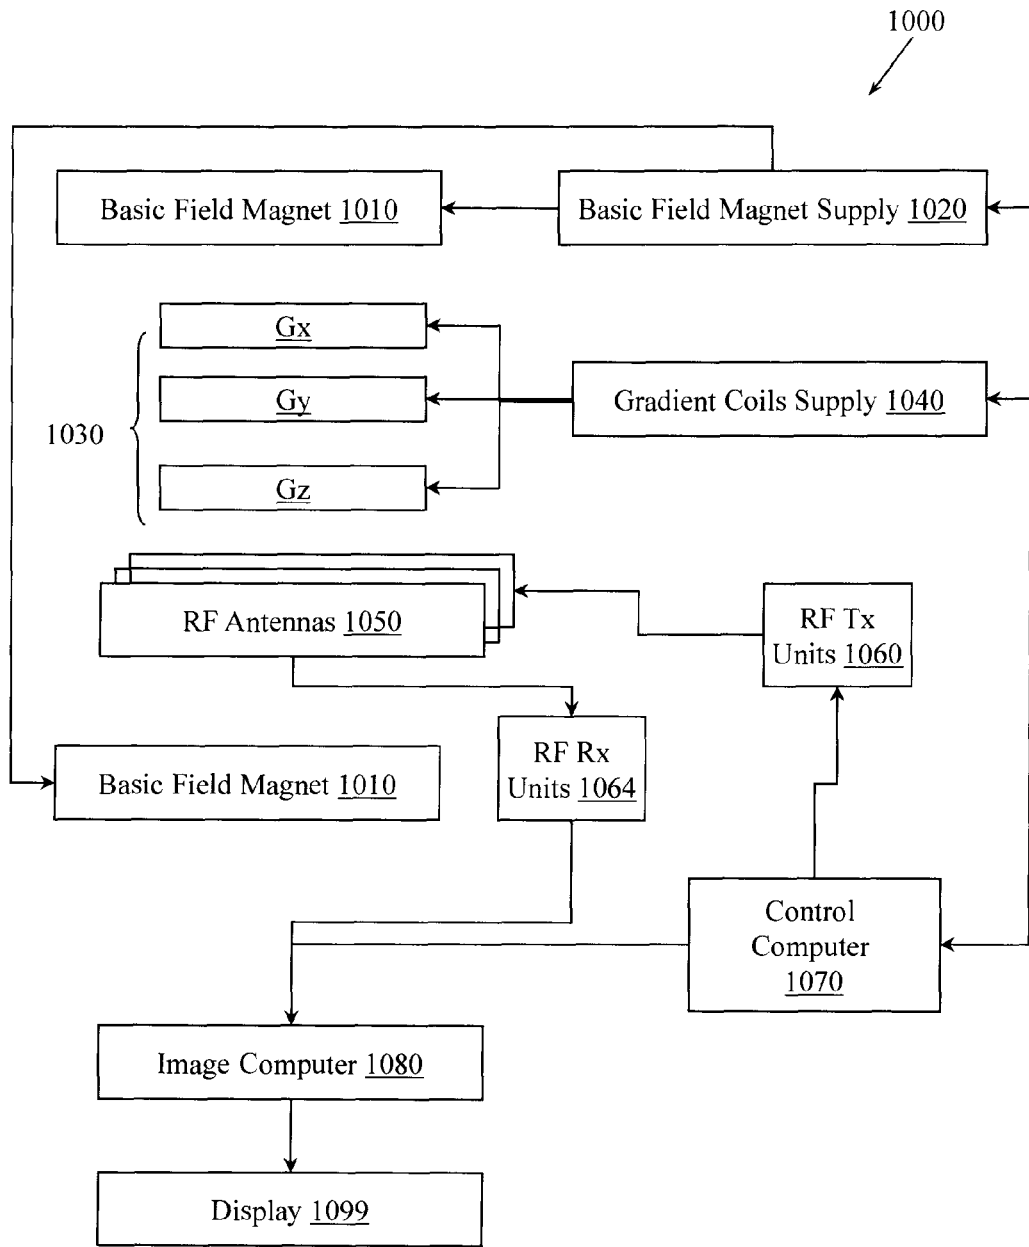 1000
Basic Field Magnet 1010
Basic Field Magnet Supply 1020
Gx
Gy
Gradient Coils Supply 1040
1030
Gz
RF Antennas 1050
RF Tx
Units 1060
RF Rx
Units 1064
Basic Field Magnet 1010
Control
Computer
1070
Image Computer 1080
Display 1099